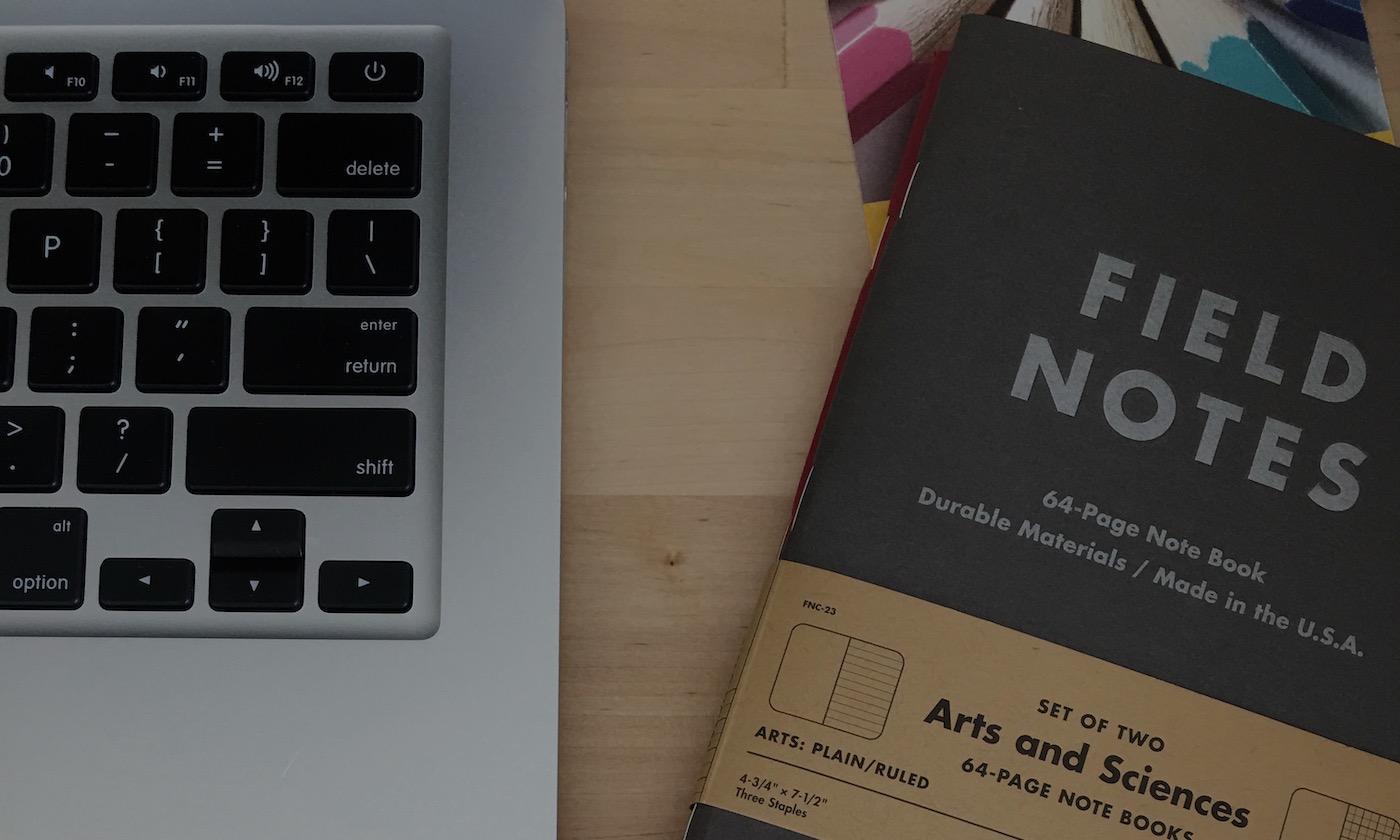 F10 F11 F12
)
0
–
-
+
=
delete
P
{
[
}
]
|
\
:
;
"
'
enter
return
>
.
?
/
shift
alt
option
FIELD
NOTES
64-Page Note Book
Durable Materials / Made in the U.S.A.
FNC-23
SET OF TWO
Arts and Sciences
64-PAGE NOTE BOOKS
ARTS: PLAIN/RULED
4-3/4" × 7-1/2"
Three Staples